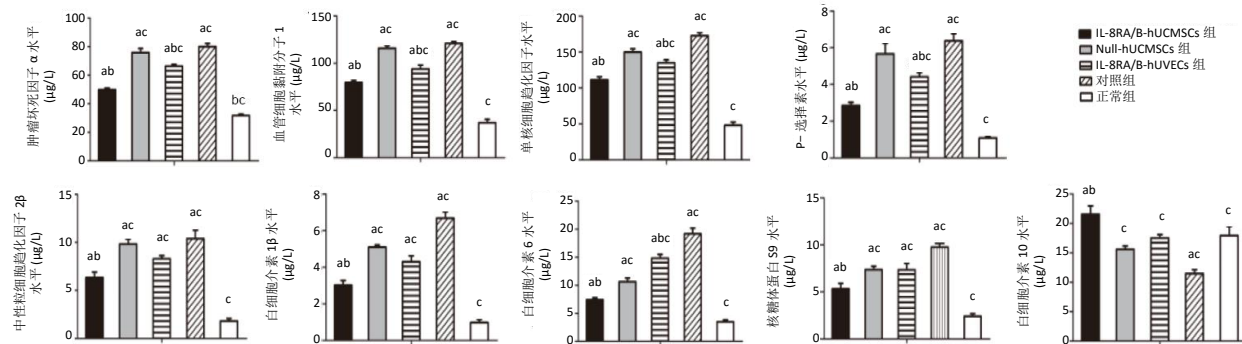 肿瘤坏死因子 α 水平
(μg/L)
100
80
60
40
20
0
ab
ac
abc
ac
bc
血管细胞黏附分子 1
水平 (μg/L)
150
100
50
0
ab
ac
abc
ac
c
单核细胞趋化因子水平
(μg/L)
200
150
100
50
0
ab
ac
abc
ac
c
P− 选择素水平
(μg/L)
8
6
4
2
0
ab
ac
abc
ac
c
IL-8RA/B-hUCMSCs 组
Null-hUCMSCs 组
IL-8RA/B-hUVECs 组
对照组
正常组
中性粒细胞趋化因子 2β
水平 (μg/L)
15
10
5
0
ab
ac
ac
ac
c
白细胞介素 1β 水平
(μg/L)
8
6
4
2
0
ab
ac
ac
ac
c
白细胞介素 6 水平
(μg/L)
25
20
15
10
5
0
ab
ac
abc
ac
c
核糖体蛋白 S9 水平
(μg/L)
15
10
5
0
ab
ac
ac
ac
c
白细胞介素 10 水平
(μg/L)
25
20
15
10
5
0
ab
c
c
ac
c